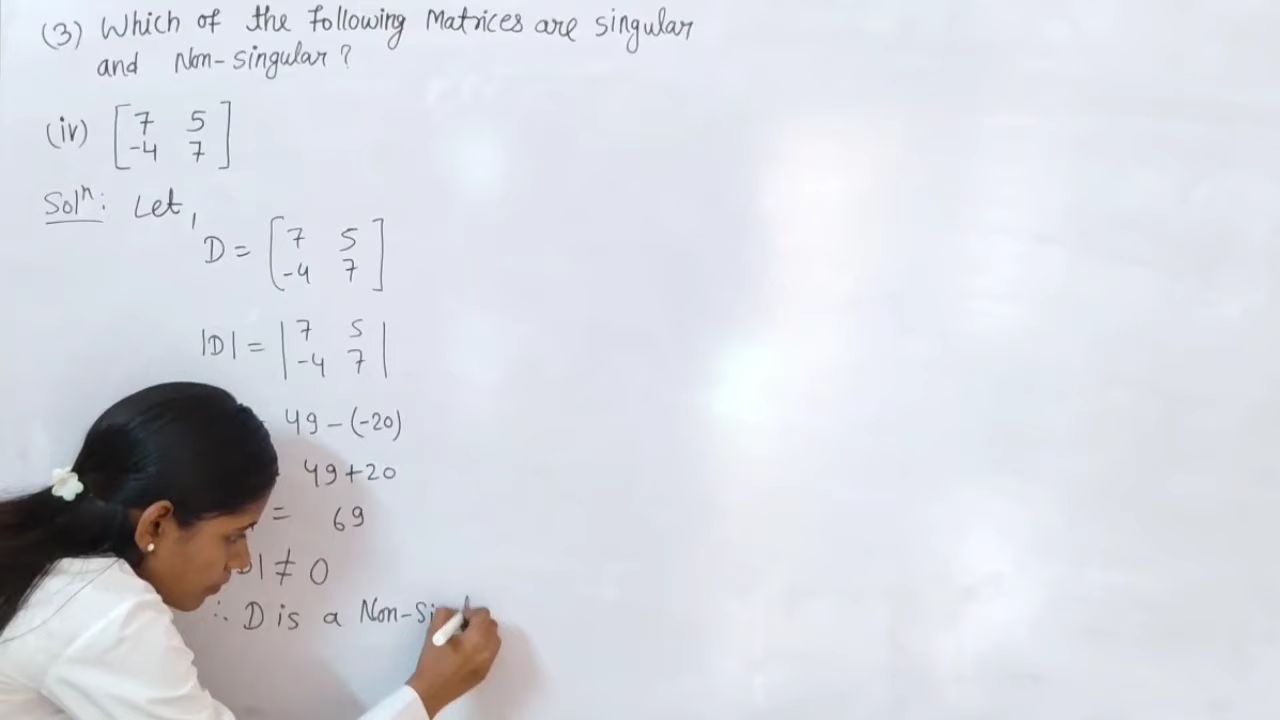 (3) Which of the following Matrices are singular
and Non-singular?
(iv) [7 5
-4 7]
Solⁿ: Let,
D = [7 5
-4 7]
|D| = |7 5
-4 7|
49 - (-20)
49+20
= 69
D| ≠ 0
∴ D is a Non-Si